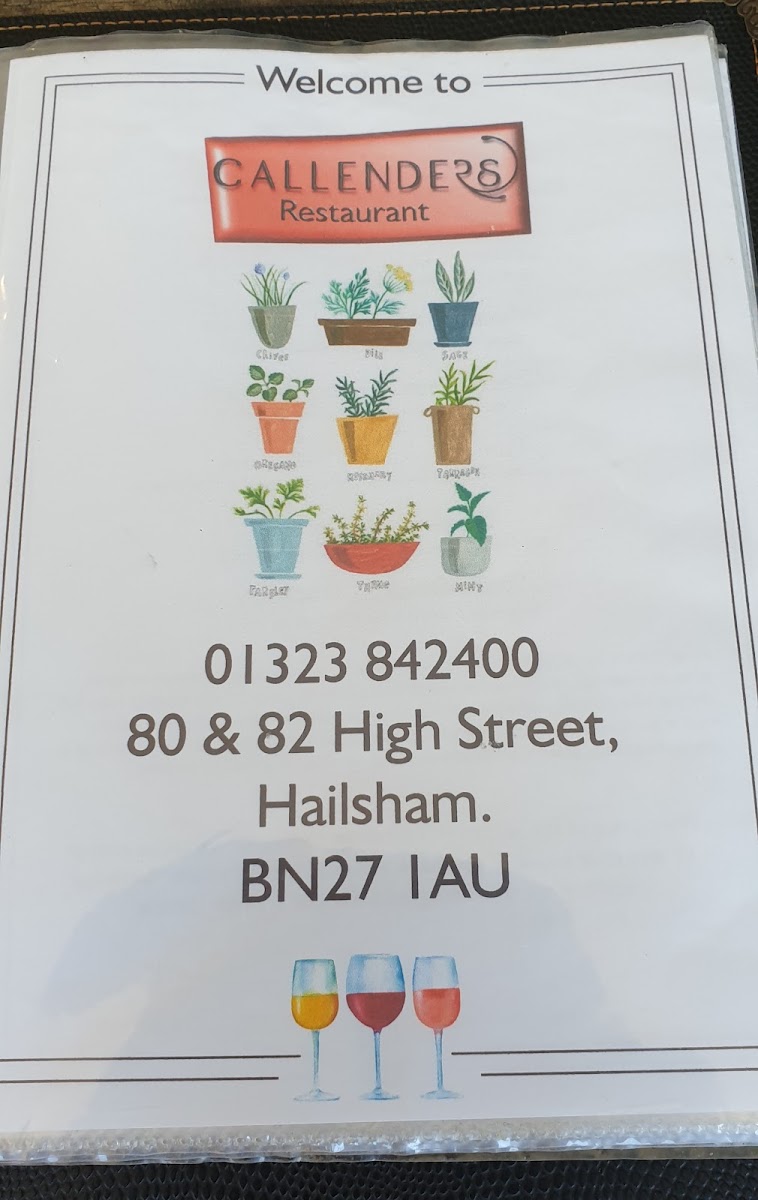 Welcome to
CALLENDERS
Restaurant
CHIVES DILL SAGE
OREGANO ROSEMARY
PARSLEY THYME MINT
01323 842400
80 & 82 High Street,
Hailsham.
BN27 1AU